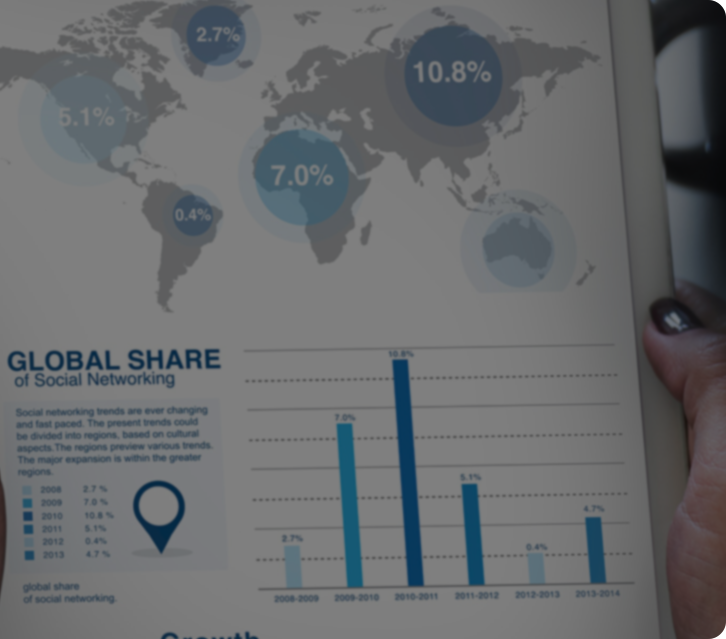 2.7%
10.8%
5.1%
7.0%
0.4%
GLOBAL SHARE
of Social Networking
Social networking trends are ever changing
and fast paced. The present trends could
be divided into regions, based on cultural
aspects.The regions preview various trends.
The major expansion is within the greater
regions.
2008 2.7 %
2009 7.0 %
2010 10.8 %
2011 5.1%
2012 0.4%
2013 4.7 %
global share
of social networking.
10.8%
7.0%
5.1%
4.7%
2.7%
0.4%
2008-2009 2009-2010 2010-2011 2011-2012 2012-2013 2013-2014
Growth